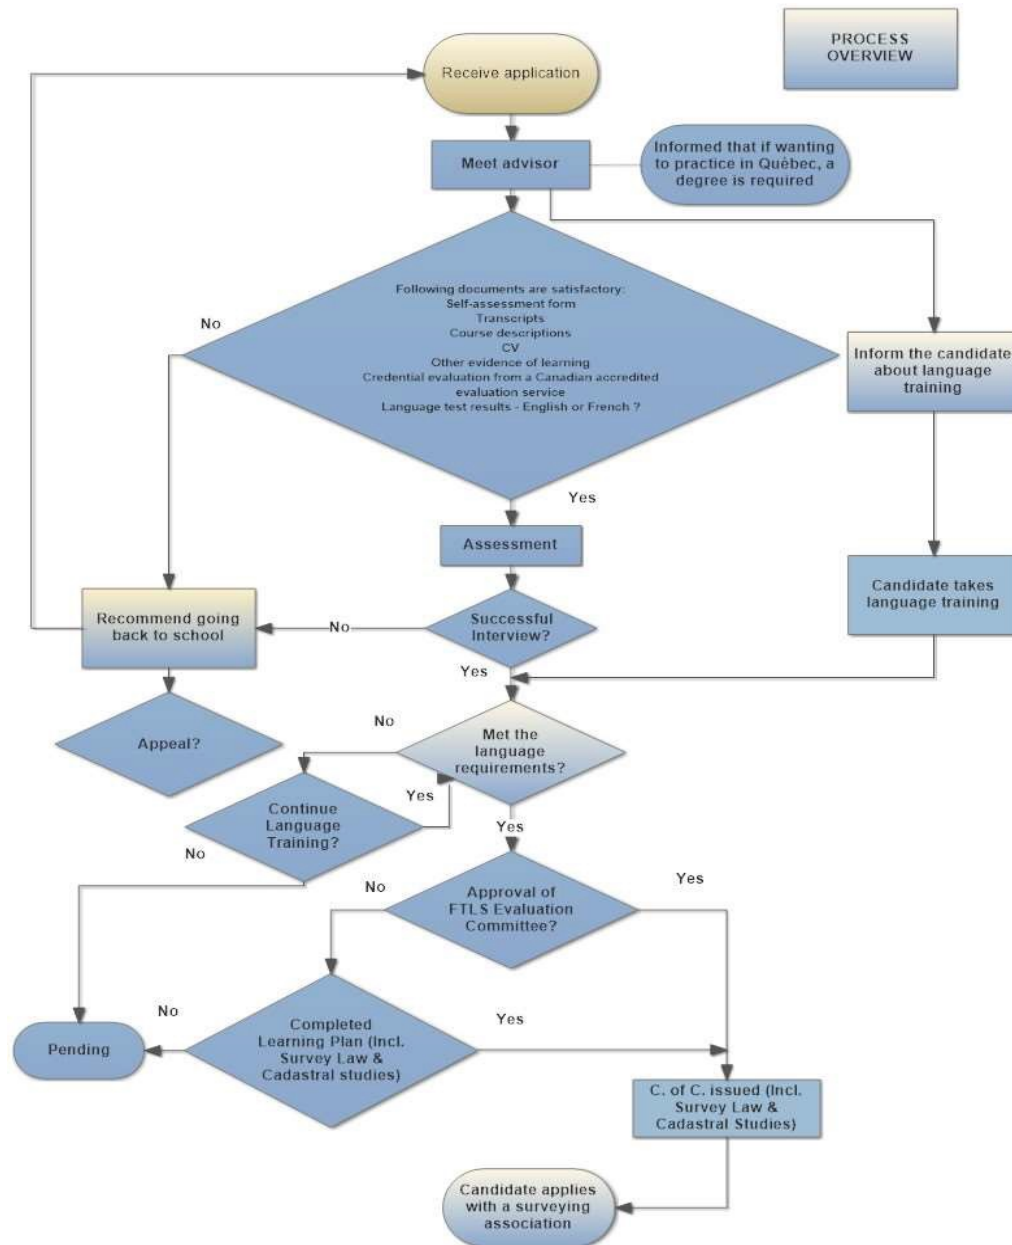 PROCESS
OVERVIEW
Receive application
Meet advisor
Informed that if wanting
to practice in Quèbec, a
degree is required
Following documents are satisfactory:
Self-assessment form
Transcripts
Course descriptions
CV
Other evidence of learning
Credential evaluation from a Canadian accredited
evaluation service
Language test results - English or French ?
No
Inform the candidate
about language
training
Yes
Assessment
Candidate takes
language training
Recommend going
back to school
No
Successful
Interview?
Yes
Appeal?
No
Met the
language
requirements?
Continue
Language
Training?
Yes
No
Yes
No
Approval of
FTLS Evaluation
Committee?
Yes
Pending
No
Completed
Learning Plan (Incl.
Survey Law &
Cadastral studies)
Yes
C. of C. issued (Incl.
Survey Law &
Cadastral Studies)
Candidate applies
with a surveying
association